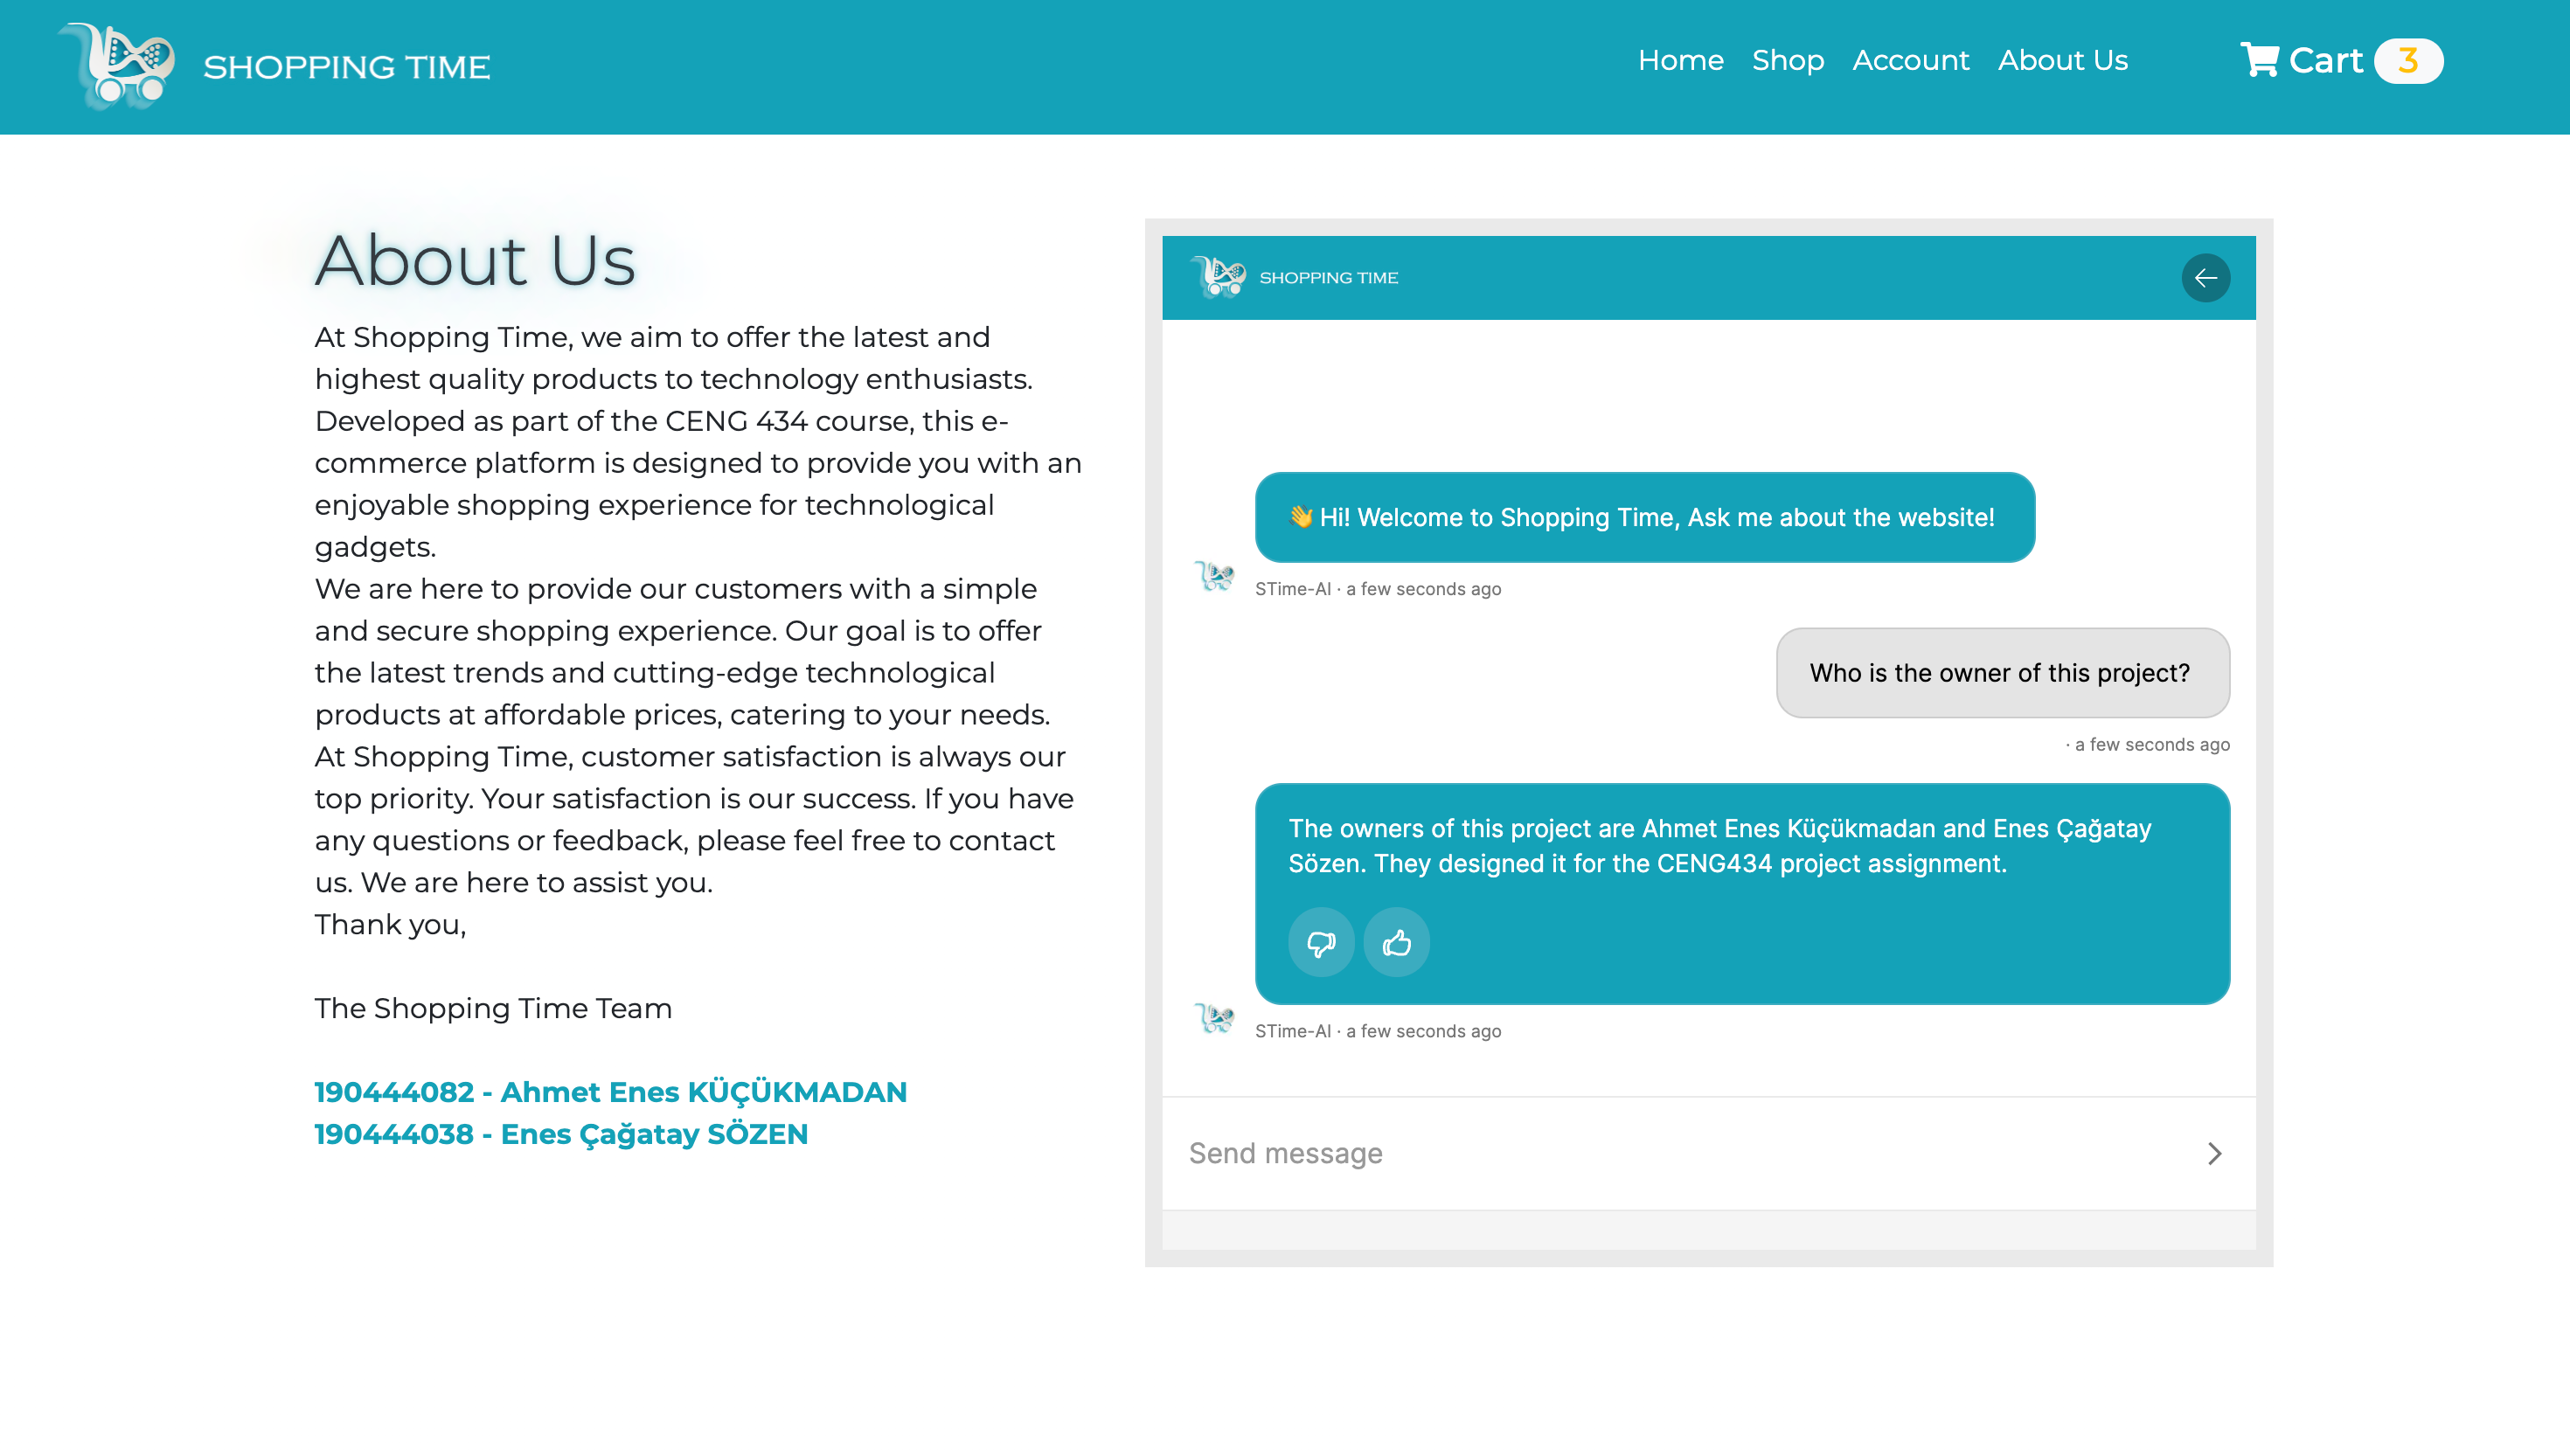 SHOPPING TIME
Home Shop Account About Us Cart 3
About Us
At Shopping Time, we aim to offer the latest and
highest quality products to technology enthusiasts.
Developed as part of the CENG 434 course, this e-
commerce platform is designed to provide you with an
enjoyable shopping experience for technological
gadgets.
We are here to provide our customers with a simple
and secure shopping experience. Our goal is to offer
the latest trends and cutting-edge technological
products at affordable prices, catering to your needs.
At Shopping Time, customer satisfaction is always our
top priority. Your satisfaction is our success. If you have
any questions or feedback, please feel free to contact
us. We are here to assist you.
Thank you,
The Shopping Time Team
190444082 - Ahmet Enes KÜÇÜKMADAN
190444038 - Enes Çağatay SÖZEN
SHOPPING TIME
👋 Hi! Welcome to Shopping Time, Ask me about the website!
STime-AI · a few seconds ago
Who is the owner of this project?
· a few seconds ago
The owners of this project are Ahmet Enes Küçükmadan and Enes Çağatay
Sözen. They designed it for the CENG434 project assignment.
STime-AI · a few seconds ago
Send message